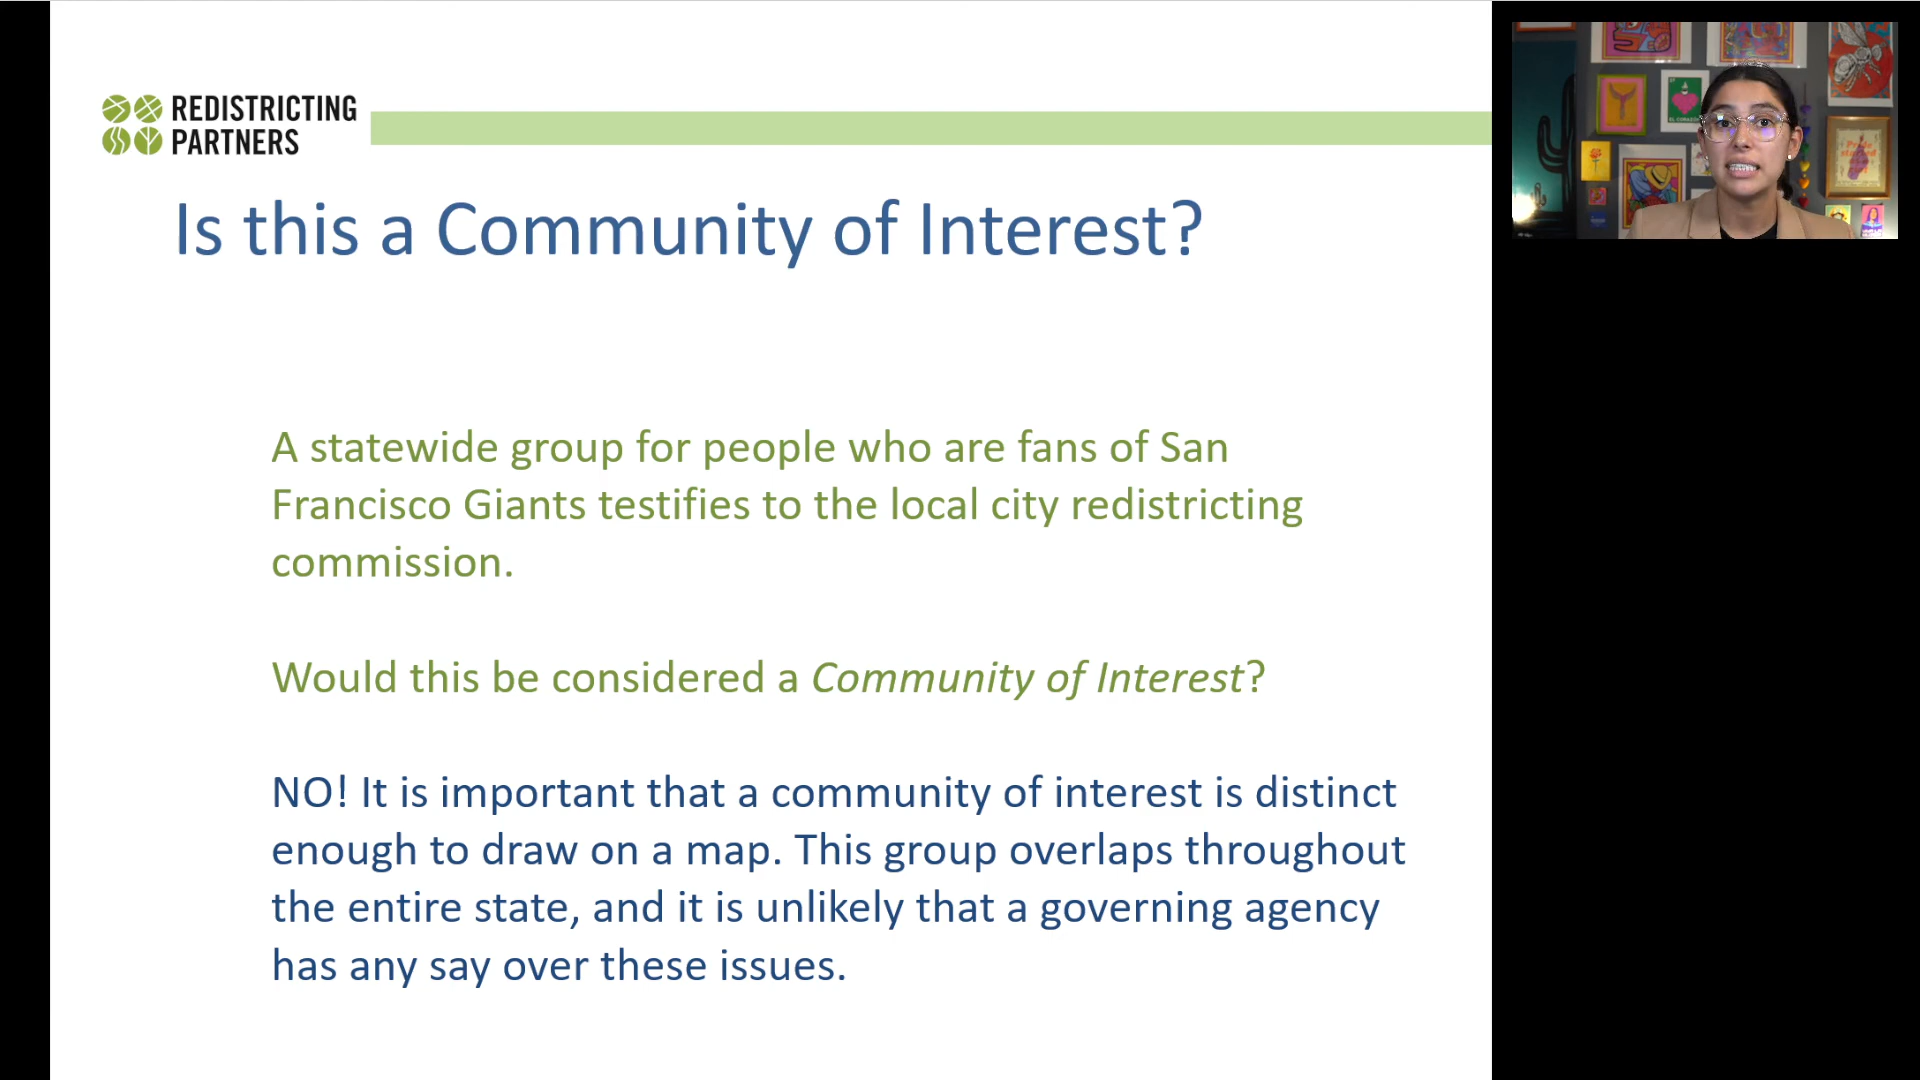 REDISTRICTING
PARTNERS
Is this a Community of Interest?
A statewide group for people who are fans of San
Francisco Giants testifies to the local city redistricting
commission.
Would this be considered a Community of Interest?
NO! It is important that a community of interest is distinct
enough to draw on a map. This group overlaps throughout
the entire state, and it is unlikely that a governing agency
has any say over these issues.